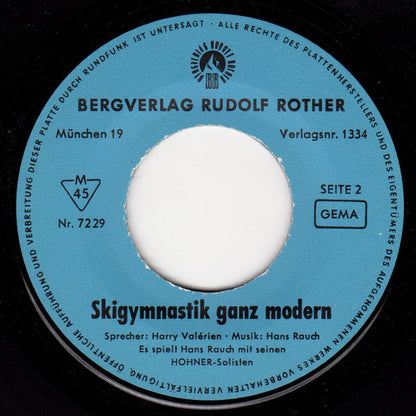 ALLE RECHTE DES PLATTENHERSTELLERS UND DES EIGENTÜMERS DES AUFGENOMMENEN WERKES VORBEHALTEN · VERVIELFÄLTIGUNG, ÖFFENTLICHE AUFFÜHRUNG UND VERBREITUNG DIESER PLATTE DURCH RUNDFUNK IST UNTERSAGT ·
RR
BERGVERLAG RUDOLF ROTHER
München 19 Verlagsnr. 1334
M
45
Nr. 7229
SEITE 2
GEMA
Skigymnastik ganz modern
Sprecher: Harry Valérien · Musik: Hans Rauch
Es spielt Hans Rauch mit seinen
HOHNER-Solisten